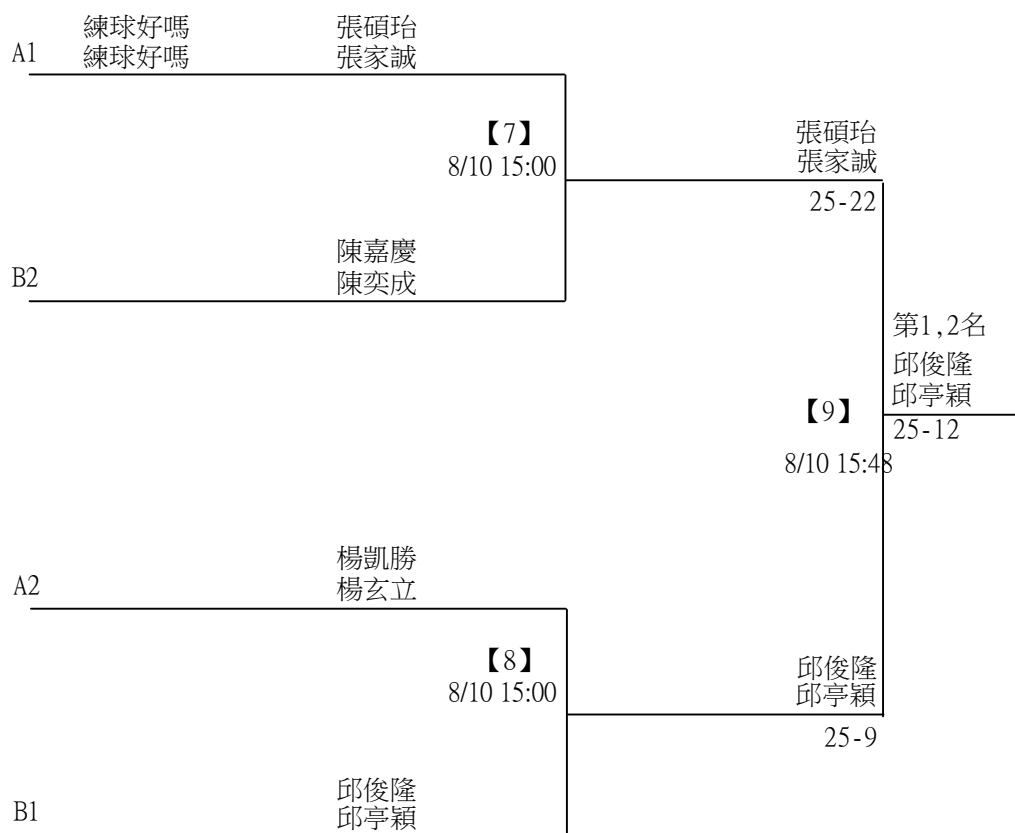 練球好嗎 張碩珆
A1 練球好嗎 張家誠
【7】
8/10 15:00
張碩珆
張家誠
25-22
陳嘉慶
B2 陳奕成
第1,2名
邱俊隆
邱亭穎
【9】
25-12
8/10 15:48
楊凱勝
A2 楊玄立
【8】
8/10 15:00
邱俊隆
邱亭穎
25-9
邱俊隆
B1 邱亭穎